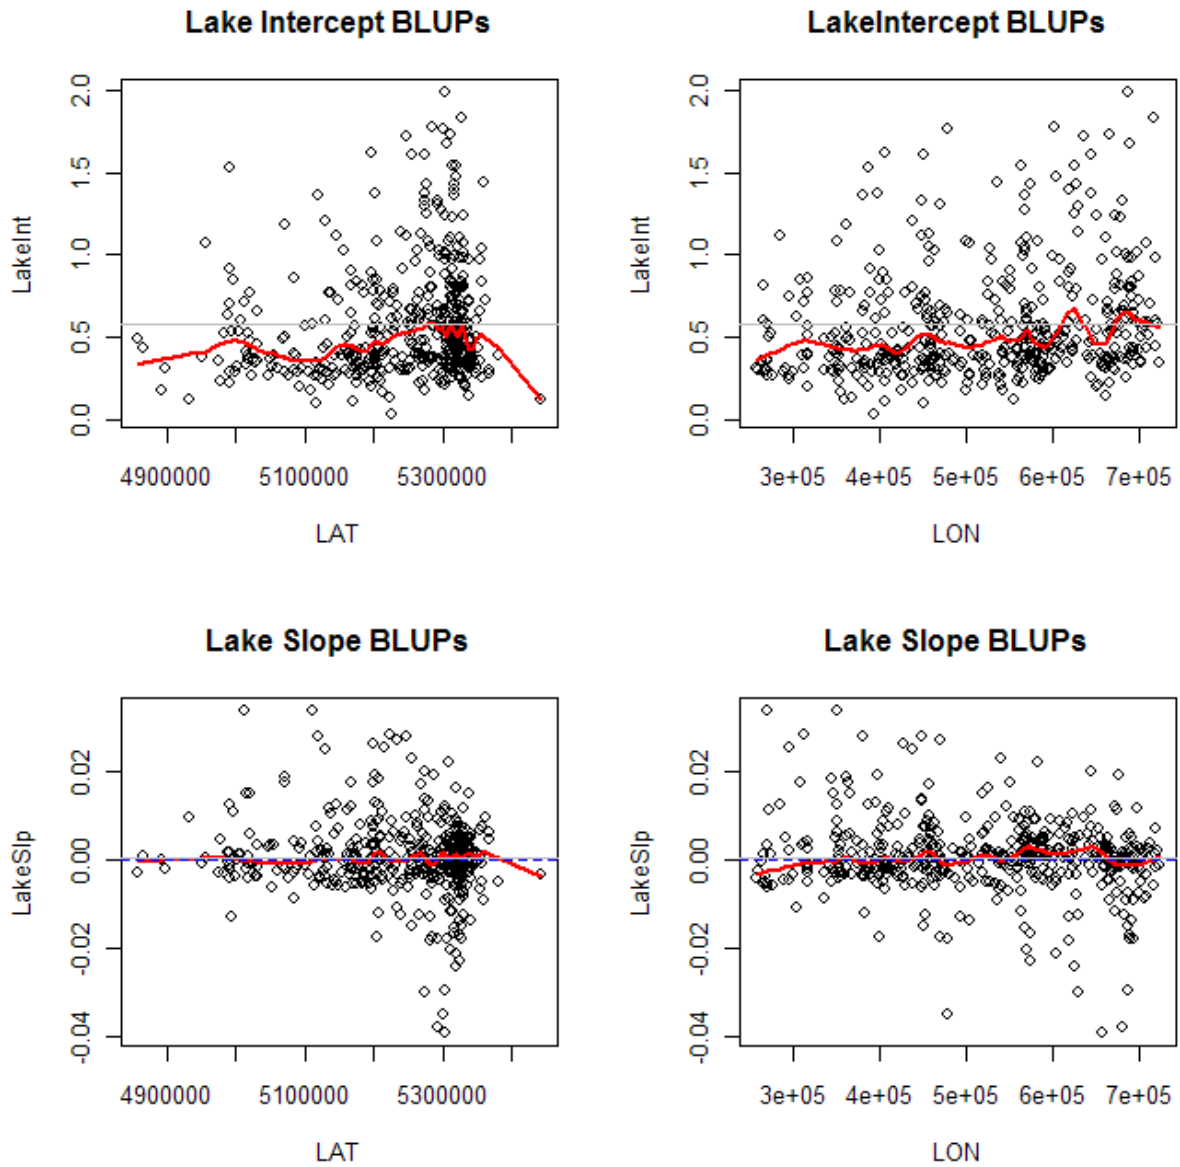 Lake Intercept BLUPs
LakeInt
2.0
1.5
1.0
0.5
0.0
4900000 5100000 5300000
LAT
LakeIntercept BLUPs
LakeInt
2.0
1.5
1.0
0.5
0.0
3e+05 4e+05 5e+05 6e+05 7e+05
LON
Lake Slope BLUPs
LakeSlp
0.02
0.00
-0.02
-0.04
4900000 5100000 5300000
LAT
Lake Slope BLUPs
LakeSlp
0.02
0.00
-0.02
-0.04
3e+05 4e+05 5e+05 6e+05 7e+05
LON